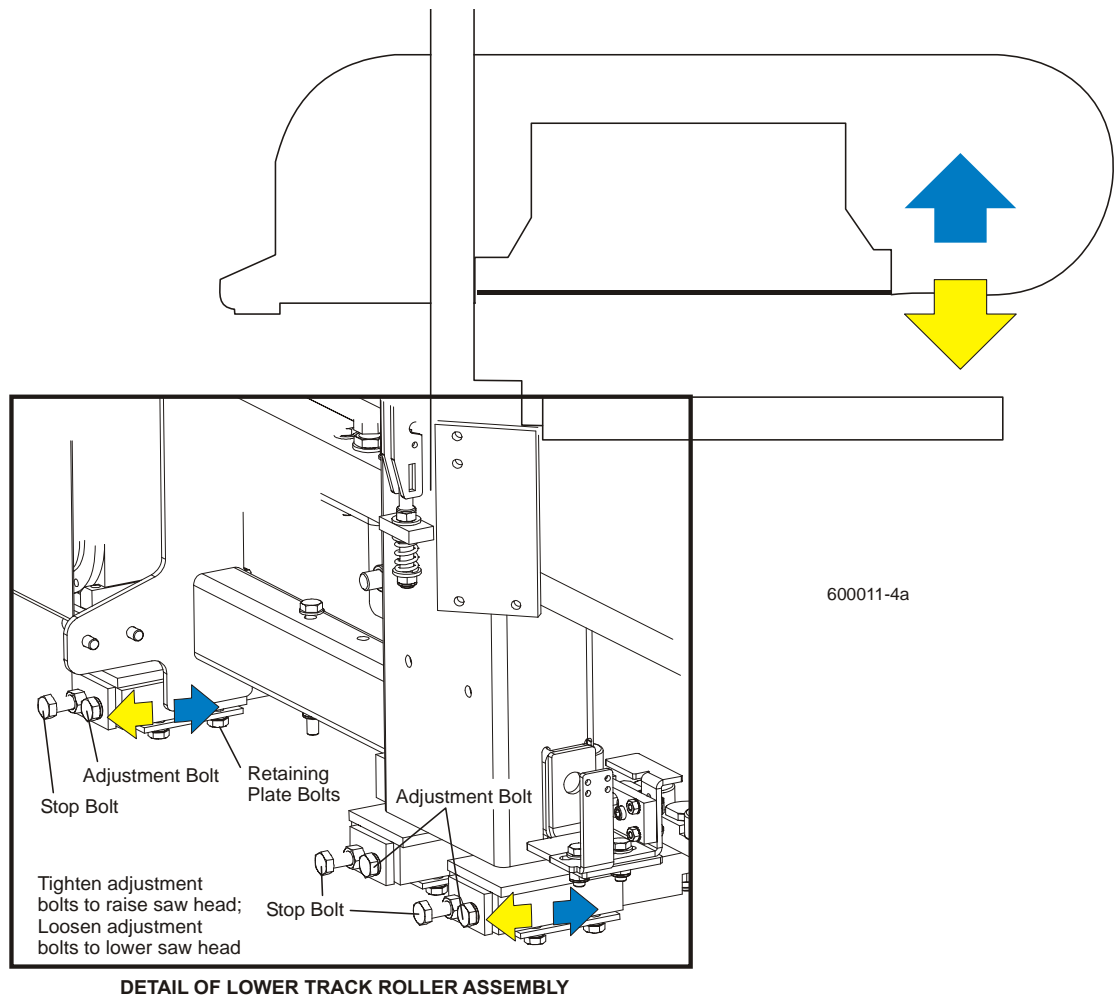 600011-4a
Adjustment Bolt
Stop Bolt
Retaining
Plate Bolts
Adjustment Bolt
Stop Bolt
Tighten adjustment
bolts to raise saw head;
Loosen adjustment
bolts to lower saw head
DETAIL OF LOWER TRACK ROLLER ASSEMBLY